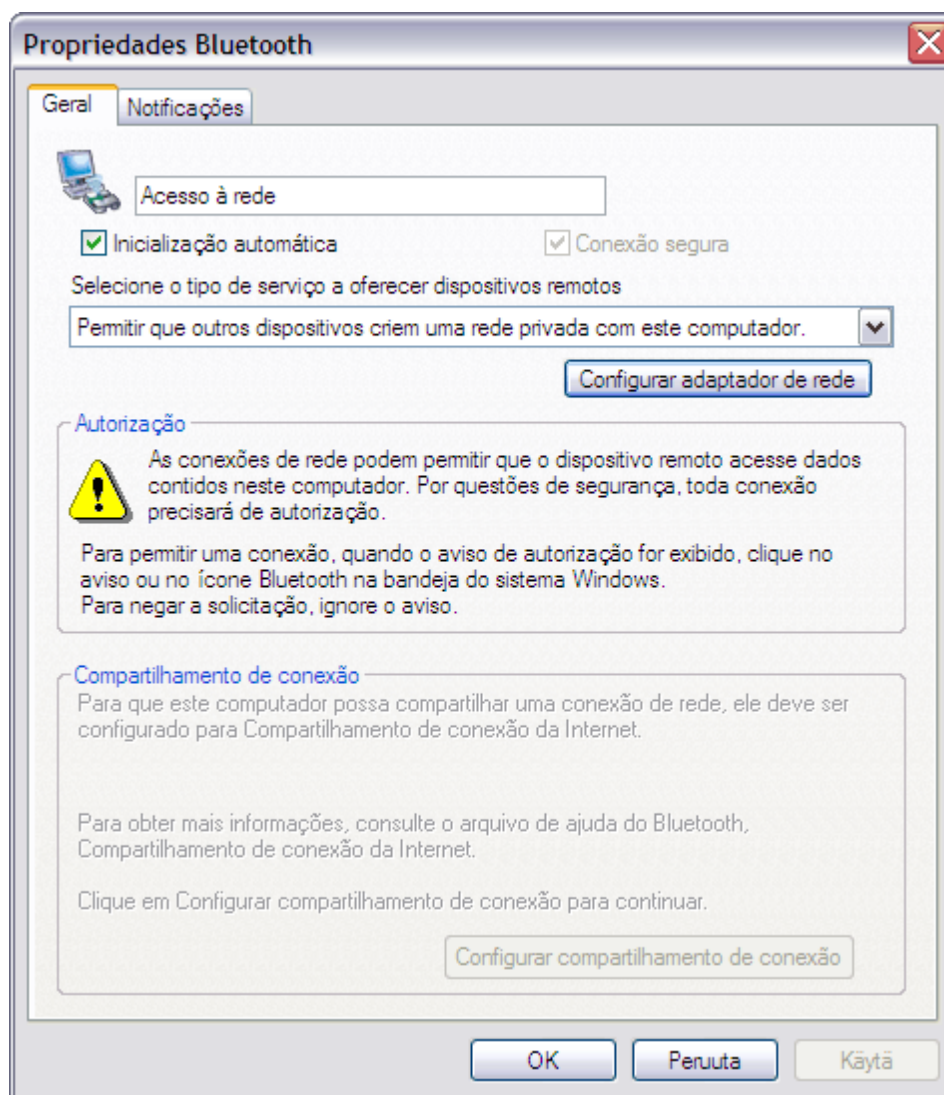 Propriedades Bluetooth
Geral
Notificações
Acesso à rede
Inicialização automática
Conexão segura
Selecione o tipo de serviço a oferecer dispositivos remotos
Permitir que outros dispositivos criem uma rede privada com este computador.
Configurar adaptador de rede
Autorização
As conexões de rede podem permitir que o dispositivo remoto acesse dados
contidos neste computador. Por questões de segurança, toda conexão
precisará de autorização.
Para permitir uma conexão, quando o aviso de autorização for exibido, clique no
aviso ou no ícone Bluetooth na bandeja do sistema Windows.
Para negar a solicitação, ignore o aviso.
Compartilhamento de conexão
Para que este computador possa compartilhar uma conexão de rede, ele deve ser
configurado para Compartilhamento de conexão da Internet.
Para obter mais informações, consulte o arquivo de ajuda do Bluetooth,
Compartilhamento de conexão da Internet.
Clique em Configurar compartilhamento de conexão para continuar.
Configurar compartilhamento de conexão
OK
Peruuta
Käytä